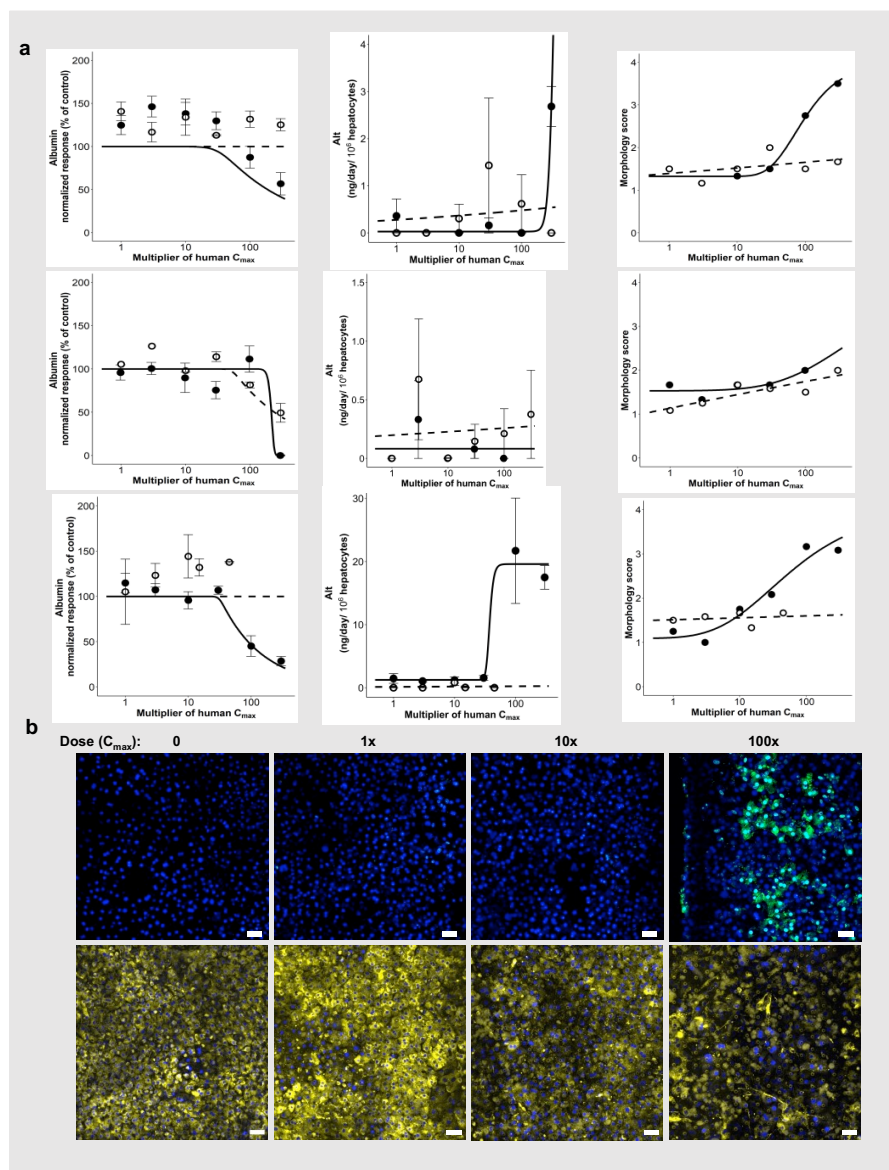 a
200
150
100
50
0
Albumin
normalized response (% of control)
1 10 100
Multiplier of human Cmax
4
3
2
1
0
Alt
(ng/day/ 10⁶ hepatocytes)
1 10 100
Multiplier of human Cmax
4
3
2
1
0
Morphology score
1 10 100
Multiplier of human Cmax
200
150
100
50
0
Albumin
normalized response (% of control)
1 10 100
Multiplier of human Cmax
1.5
1.0
0.5
0.0
Alt
(ng/day/ 10⁶ hepatocytes)
1 10 100
Multiplier of human Cmax
4
3
2
1
0
Morphology score
1 10 100
Multiplier of human Cmax
200
150
100
50
0
Albumin
normalized response (% of control)
1 10 100
Multiplier of human Cmax
30
20
10
0
Alt
(ng/day/ 10⁶ hepatocytes)
1 10 100
Multiplier of human Cmax
4
3
2
1
0
Morphology score
1 10 100
Multiplier of human Cmax
b
Dose (Cmax): 0 1x 10x 100x